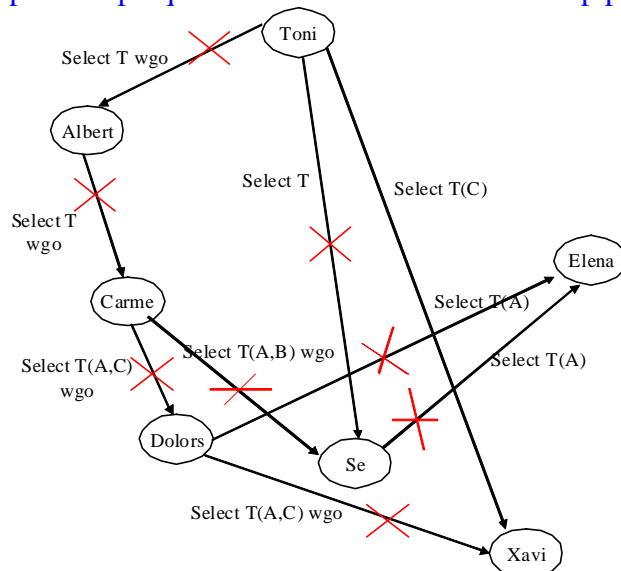 Toni
Select T wgo
Albert
Select T
Select T(C)
Select T
wgo
Elena
Carme
Select T(A)
Select T(A,B) wgo
Select T(A,C)
wgo
Select T(A)
Dolors
Se
Select T(A,C) wgo
Xavi